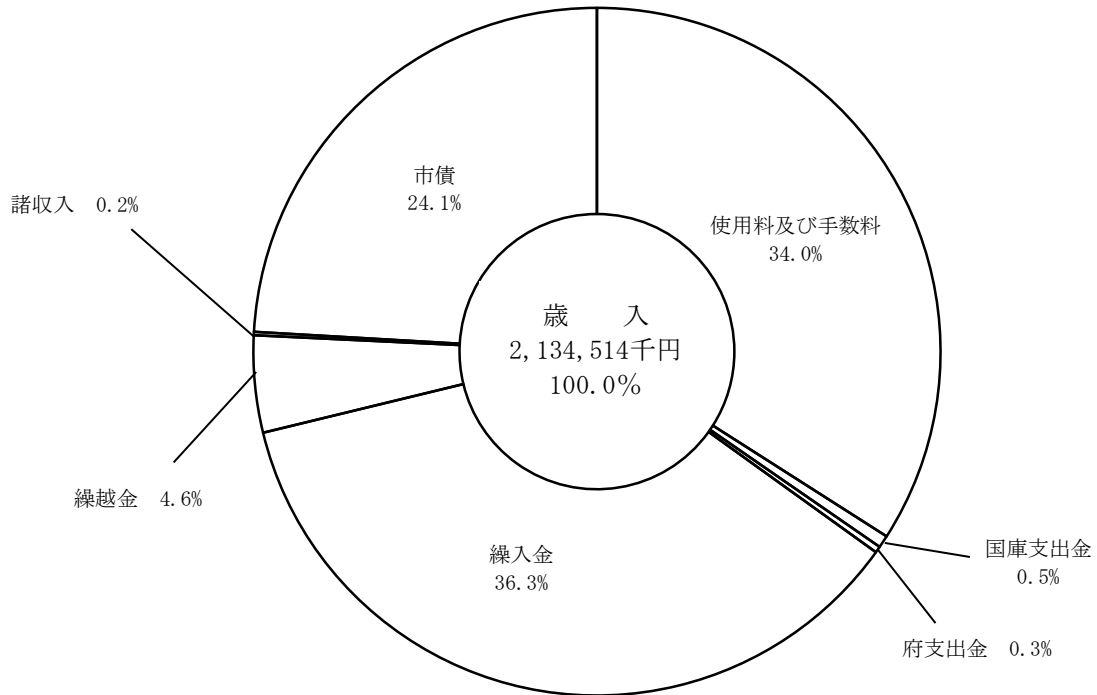 市債
24.1%
諸収入 0.2%
使用料及び手数料
34.0%
歳 入
2,134,514千円
100.0%
繰越金 4.6%
繰入金
36.3%
国庫支出金
0.5%
府支出金 0.3%